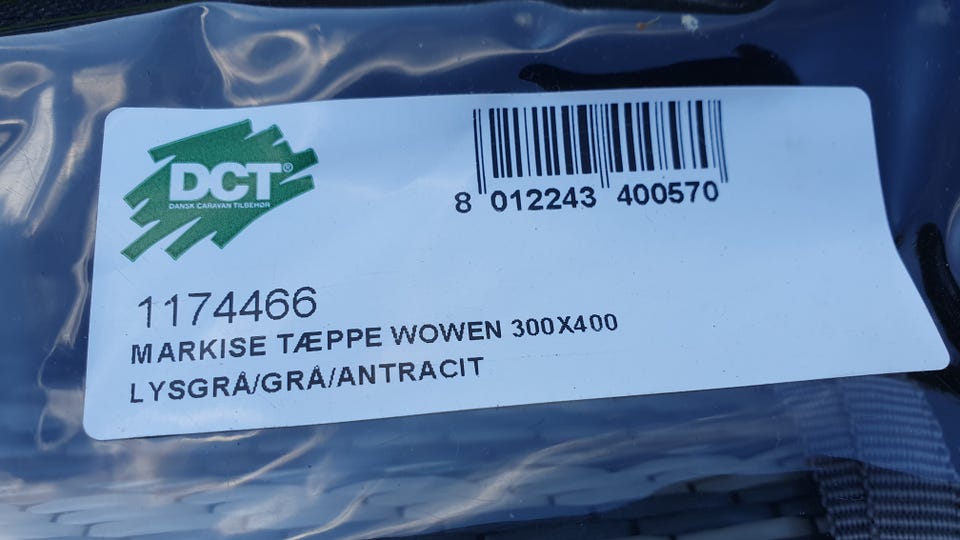 DCT®
DANSK CARAVAN TILBEHØR
8 012243 400570
1174466
MARKISE TÆPPE WOWEN 300X400
LYSGRÅ/GRÅ/ANTRACIT